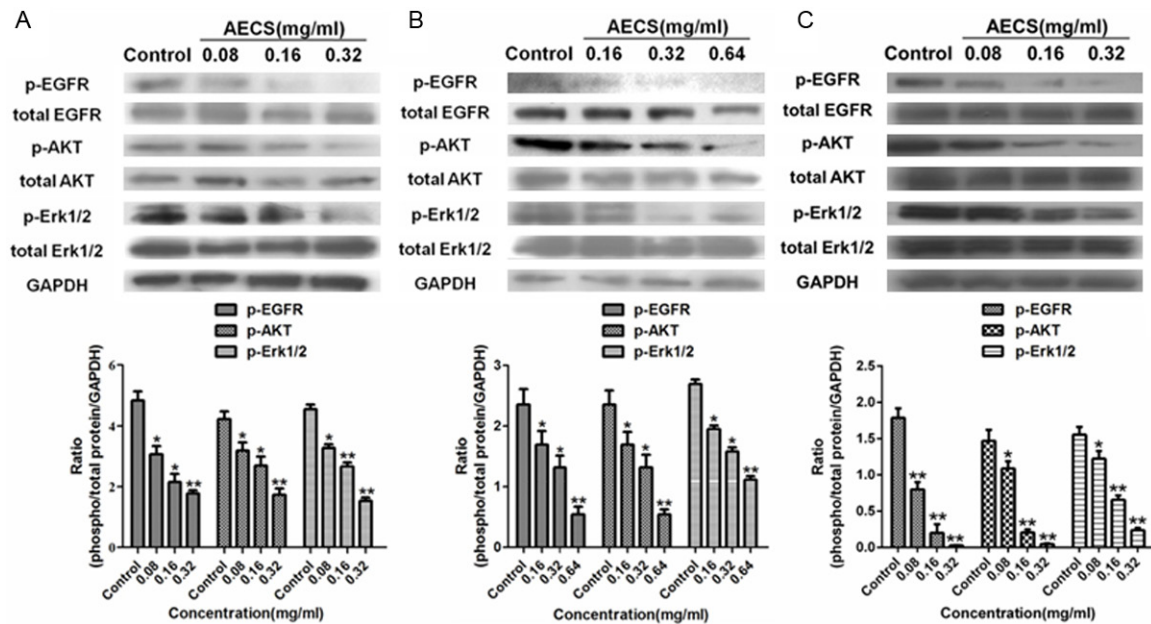 A
AECS(mg/ml)
Control 0.08 0.16 0.32
p-EGFR
total EGFR
p-AKT
total AKT
p-Erk1/2
total Erk1/2
GAPDH
p-EGFR
p-AKT
p-Erk1/2
Ratio
(phospho/total protein/GAPDH)
6
4
2
0
* * **
* * **
* ** **
Control 0.08 0.16 0.32 Control 0.08 0.16 0.32 Control 0.08 0.16 0.32
Concentration(mg/ml)
B
AECS(mg/ml)
Control 0.16 0.32 0.64
p-EGFR
total EGFR
p-AKT
total AKT
p-Erk1/2
total Erk1/2
GAPDH
p-EGFR
p-AKT
p-Erk1/2
Ratio
(phospho/total protein/GAPDH)
3
2
1
0
* * **
* * **
* * **
Control 0.16 0.32 0.64 Control 0.16 0.32 0.64 Control 0.16 0.32 0.64
Concentration(mg/ml)
C
AECS(mg/ml)
Control 0.08 0.16 0.32
p-EGFR
total EGFR
p-AKT
total AKT
p-Erk1/2
total Erk1/2
GAPDH
p-EGFR
p-AKT
p-Erk1/2
Ratio
(phospho/total protein/GAPDH)
2.5
2.0
1.5
1.0
0.5
0.0
** ** **
* ** **
* ** **
Control 0.08 0.16 0.32 Control 0.08 0.16 0.32 Control 0.08 0.16 0.32
Concentration(mg/ml)